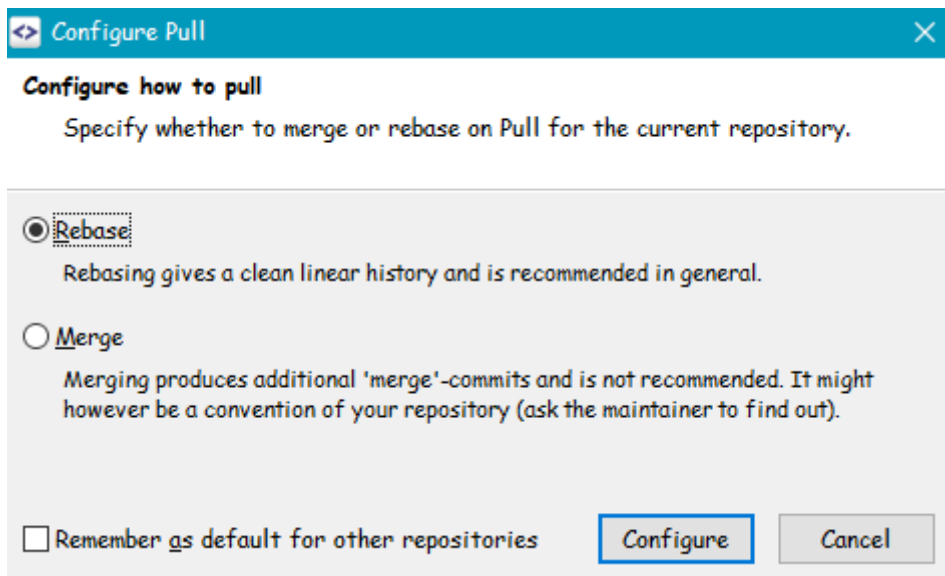 Configure Pull
Configure how to pull
Specify whether to merge or rebase on Pull for the current repository.
Rebase
Rebasing gives a clean linear history and is recommended in general.
Merge
Merging produces additional 'merge'-commits and is not recommended. It might
however be a convention of your repository (ask the maintainer to find out).
Remember as default for other repositories
Configure
Cancel